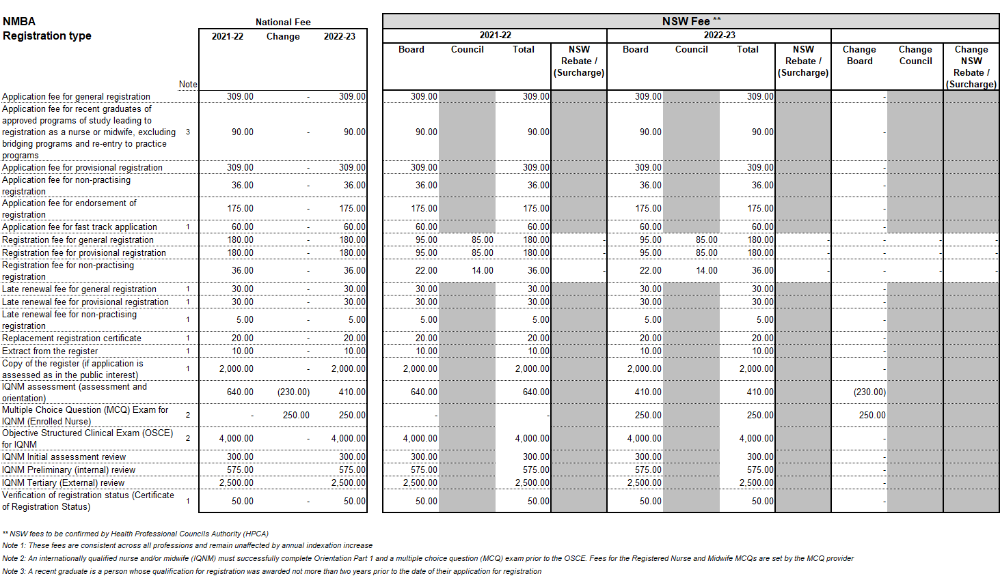 NMBA National Fee NSW Fee **
Registration type 2021-22 Change 2022-23 2021-22 2022-23
Board Council Total NSW Board Council Total NSW Change Change Change
Rebate / Rebate / Board Council NSW
(Surcharge) (Surcharge) Rebate /
Note (Surcharge)
Application fee for general registration 309.00 - 309.00 309.00 309.00 309.00 309.00 -
Application fee for recent graduates of
approved programs of study leading to
registration as a nurse or midwife, excluding 3 90.00 - 90.00 90.00 90.00 90.00 90.00 -
bridging programs and re-entry to practice
programs
Application fee for provisional registration 309.00 - 309.00 309.00 309.00 309.00 309.00 -
Application fee for non-practising
registration 36.00 - 36.00 36.00 36.00 36.00 36.00 -
Application fee for endorsement of
registration 175.00 - 175.00 175.00 175.00 175.00 175.00 -
Application fee for fast track application 1 60.00 - 60.00 60.00 60.00 60.00 60.00 -
Registration fee for general registration 180.00 - 180.00 95.00 85.00 180.00 - 95.00 85.00 180.00 - - - -
Registration fee for provisional registration 180.00 - 180.00 95.00 85.00 180.00 - 95.00 85.00 180.00 - - - -
Registration fee for non-practising
registration 36.00 - 36.00 22.00 14.00 36.00 - 22.00 14.00 36.00 - - - -
Late renewal fee for general registration 1 30.00 - 30.00 30.00 30.00 30.00 30.00 -
Late renewal fee for provisional registration 1 30.00 - 30.00 30.00 30.00 30.00 30.00 -
Late renewal fee for non-practising
registration 1 5.00 - 5.00 5.00 5.00 5.00 5.00 -
Replacement registration certificate 1 20.00 - 20.00 20.00 20.00 20.00 20.00 -
Extract from the register 1 10.00 - 10.00 10.00 10.00 10.00 10.00 -
Copy of the register (if application is
assessed as in the public interest) 1 2,000.00 - 2,000.00 2,000.00 2,000.00 2,000.00 2,000.00 -
IQNM assessment (assessment and
orientation) 640.00 (230.00) 410.00 640.00 640.00 410.00 410.00 (230.00)
Multiple Choice Question (MCQ) Exam for
IQNM (Enrolled Nurse) 2 - 250.00 250.00 - - 250.00 250.00 250.00
Objective Structured Clinical Exam (OSCE)
for IQNM 2 4,000.00 - 4,000.00 4,000.00 4,000.00 4,000.00 4,000.00 -
IQNM Initial assessment review 300.00 300.00 300.00 300.00 300.00 300.00 -
IQNM Preliminary (internal) review 575.00 575.00 575.00 575.00 575.00 575.00 -
IQNM Tertiary (External) review 2,500.00 2,500.00 2,500.00 2,500.00 2,500.00 2,500.00 -
Verification of registration status (Certificate
of Registration Status) 1 50.00 - 50.00 50.00 50.00 50.00 50.00 -
** NSW fees to be confirmed by Health Professional Councils Authority (HPCA)
Note 1: These fees are consistent across all professions and remain unaffected by annual indexation increase
Note 2: An internationally qualified nurse and/or midwife (IQNM) must successfully complete Orientation Part 1 and a multiple choice question (MCQ) exam prior to the OSCE. Fees for the Registered Nurse and Midwife MCQs are set by the MCQ provider
Note 3: A recent graduate is a person whose qualification for registration was awarded not more than two years prior to the date of their application for registration